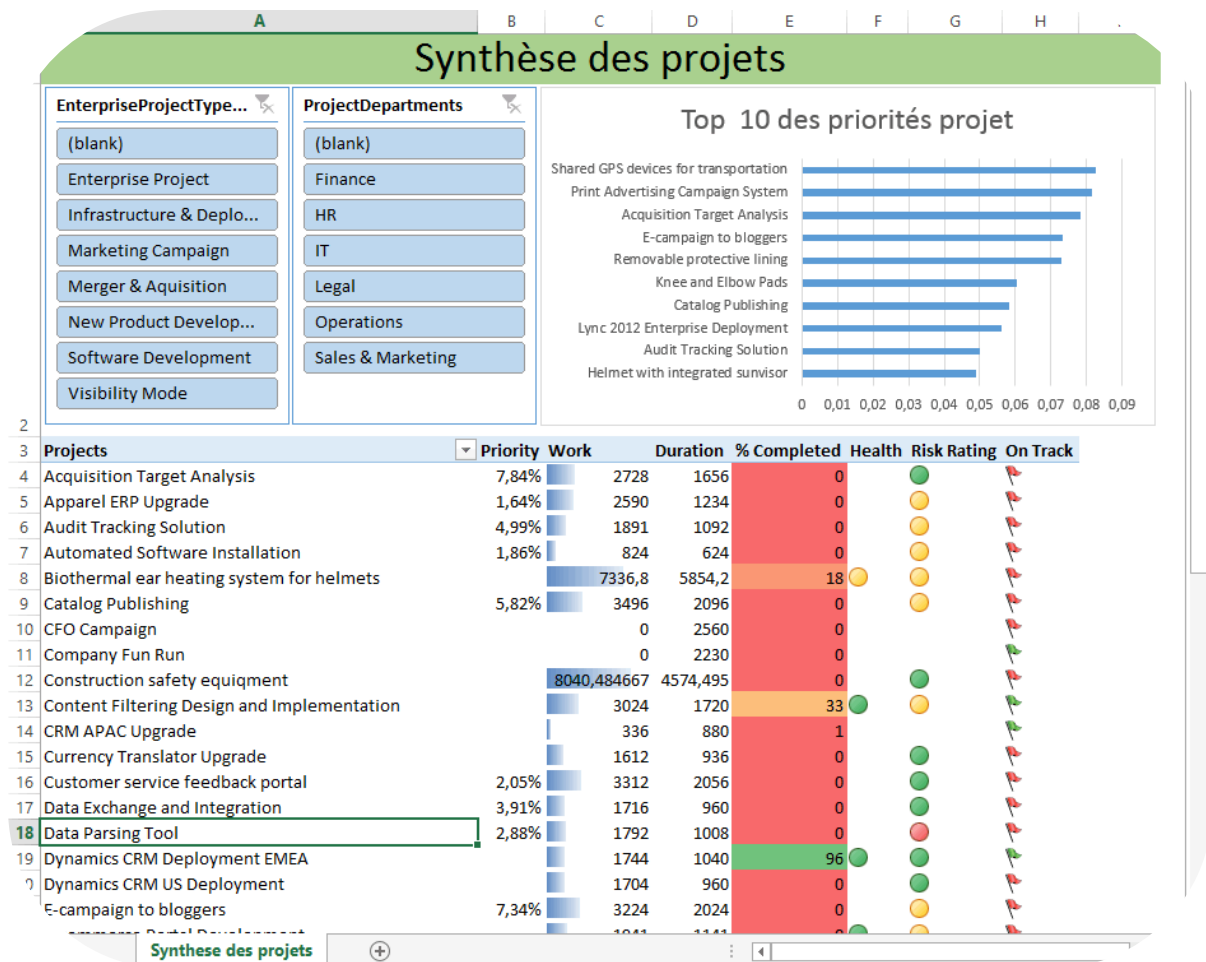 A B C D E F G H
Synthèse des projets
EnterpriseProjectType...
(blank)
Enterprise Project
Infrastructure & Deplo...
Marketing Campaign
Merger & Aquisition
New Product Develop...
Software Development
Visibility Mode
ProjectDepartments
(blank)
Finance
HR
IT
Legal
Operations
Sales & Marketing
Top 10 des priorités projet
Shared GPS devices for transportation
Print Advertising Campaign System
Acquisition Target Analysis
E-campaign to bloggers
Removable protective lining
Knee and Elbow Pads
Catalog Publishing
Lync 2012 Enterprise Deployment
Audit Tracking Solution
Helmet with integrated sunvisor
0 0,01 0,02 0,03 0,04 0,05 0,06 0,07 0,08 0,09
2
3 Projects Priority Work Duration % Completed Health Risk Rating On Track
4 Acquisition Target Analysis 7,84% 2728 1656 0
5 Apparel ERP Upgrade 1,64% 2590 1234 0
6 Audit Tracking Solution 4,99% 1891 1092 0
7 Automated Software Installation 1,86% 824 624 0
8 Biothermal ear heating system for helmets 7336,8 5854,2 18
9 Catalog Publishing 5,82% 3496 2096 0
10 CFO Campaign 0 2560 0
11 Company Fun Run 0 2230 0
12 Construction safety equiqment 8040,484667 4574,495 0
13 Content Filtering Design and Implementation 3024 1720 33
14 CRM APAC Upgrade 336 880 1
15 Currency Translator Upgrade 1612 936 0
16 Customer service feedback portal 2,05% 3312 2056 0
17 Data Exchange and Integration 3,91% 1716 960 0
18 Data Parsing Tool 2,88% 1792 1008 0
19 Dynamics CRM Deployment EMEA 1744 1040 96
Dynamics CRM US Deployment 1704 960 0
E-campaign to bloggers 7,34% 3224 2024 0
Synthese des projets